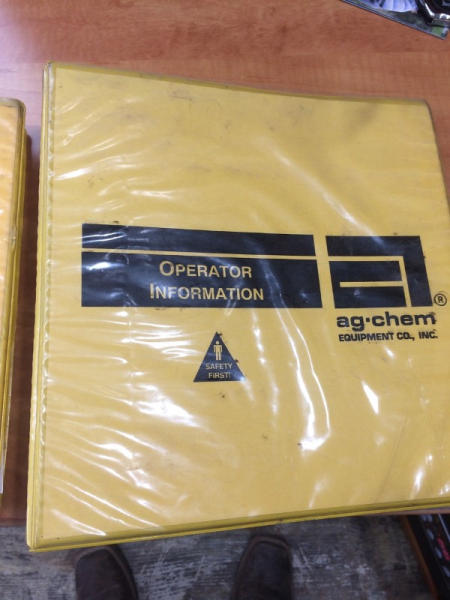 OPERATOR
INFORMATION
®
ag·chem
EQUIPMENT CO., INC.
SAFETY
FIRST!